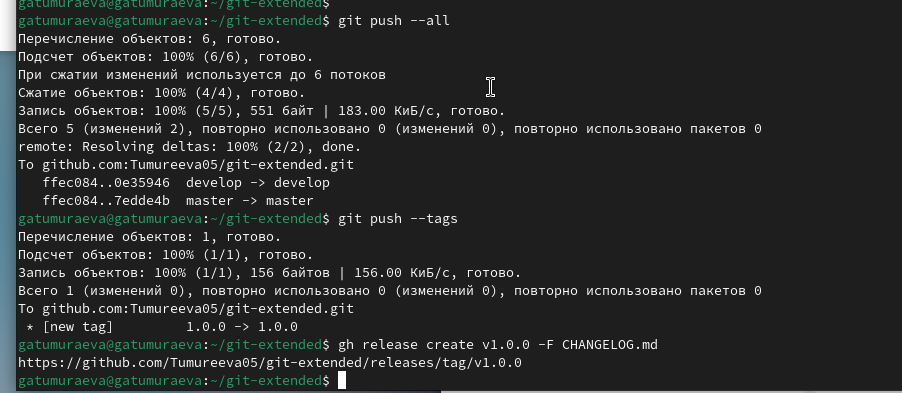 gatumuraeva@gatumuraeva:~/git-extended$
gatumuraeva@gatumuraeva:~/git-extended$ git push --all
Перечисление объектов: 6, готово.
Подсчет объектов: 100% (6/6), готово.
При сжатии изменений используется до 6 потоков
Сжатие объектов: 100% (4/4), готово.
Запись объектов: 100% (5/5), 551 байт | 183.00 КиБ/с, готово.
Всего 5 (изменений 2), повторно использовано 0 (изменений 0), повторно использовано пакетов 0
remote: Resolving deltas: 100% (2/2), done.
To github.com:Tumureeva05/git-extended.git
   ffec084..0e35946  develop -> develop
   ffec084..7edde4b  master -> master
gatumuraeva@gatumuraeva:~/git-extended$ git push --tags
Перечисление объектов: 1, готово.
Подсчет объектов: 100% (1/1), готово.
Запись объектов: 100% (1/1), 156 байтов | 156.00 КиБ/с, готово.
Всего 1 (изменений 0), повторно использовано 0 (изменений 0), повторно использовано пакетов 0
To github.com:Tumureeva05/git-extended.git
 * [new tag]         1.0.0 -> 1.0.0
gatumuraeva@gatumuraeva:~/git-extended$ gh release create v1.0.0 -F CHANGELOG.md
https://github.com/Tumureeva05/git-extended/releases/tag/v1.0.0
gatumuraeva@gatumuraeva:~/git-extended$